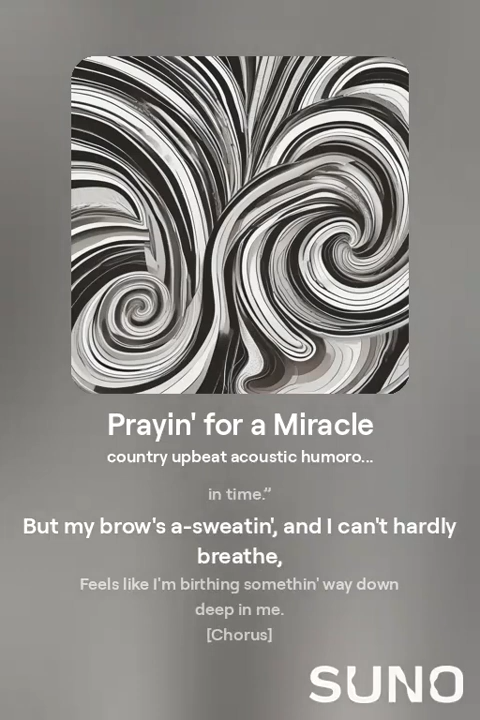 Prayin' for a Miracle
country upbeat acoustic humoro...
in time.”
But my brow's a-sweatin', and I can't hardly
breathe,
Feels like I'm birthing somethin' way down
deep in me.
[Chorus]
SUNO